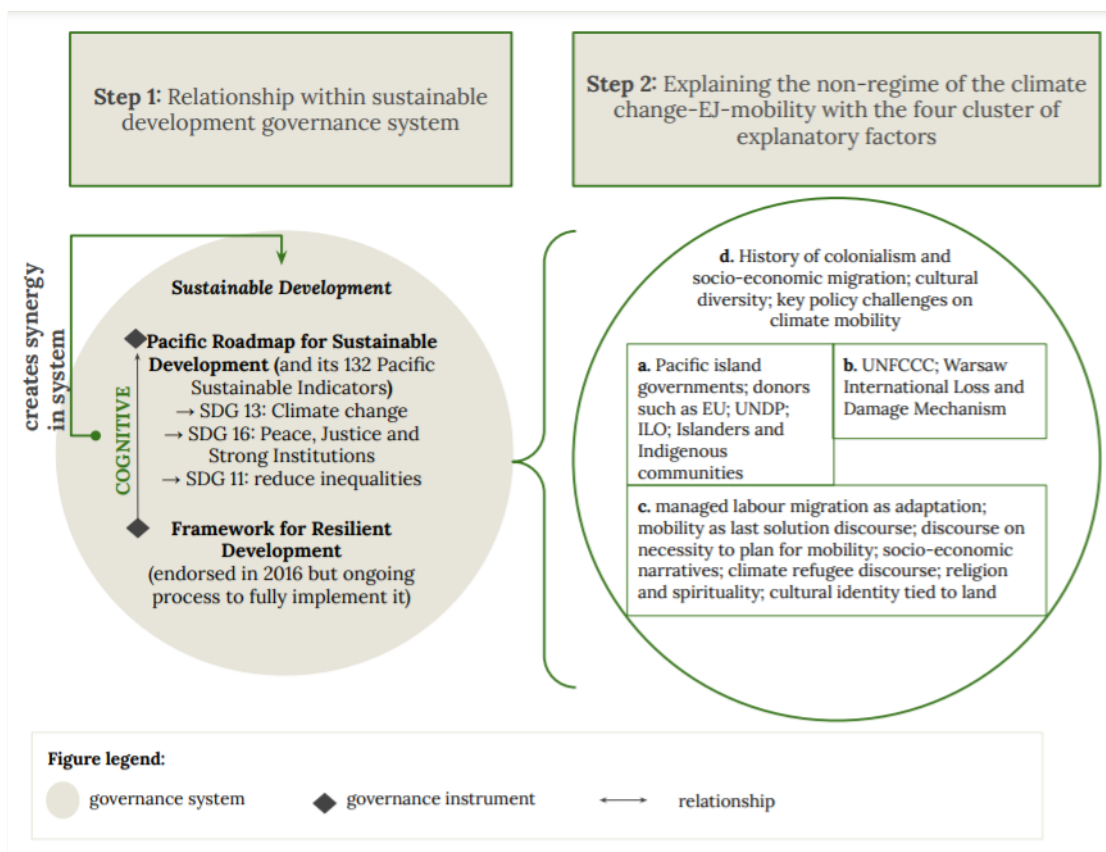 Step 1: Relationship within sustainable
development governance system
Step 2: Explaining the non-regime of the climate
change-EJ-mobility with the four cluster of
explanatory factors
creates synergy
in system
Sustainable Development
COGNITIVE
Pacific Roadmap for Sustainable
Development (and its 132 Pacific
Sustainable Indicators)
→ SDG 13: Climate change
→ SDG 16: Peace, Justice and
Strong Institutions
→ SDG 11: reduce inequalities
Framework for Resilient
Development
(endorsed in 2016 but ongoing
process to fully implement it)
d. History of colonialism and
socio-economic migration; cultural
diversity; key policy challenges on
climate mobility
a. Pacific island
governments; donors
such as EU; UNDP;
ILO; Islanders and
Indigenous
communities
b. UNFCCC; Warsaw
International Loss and
Damage Mechanism
c. managed labour migration as adaptation;
mobility as last solution discourse; discourse on
necessity to plan for mobility; socio-economic
narratives; climate refugee discourse; religion
and spirituality; cultural identity tied to land
Figure legend:
governance system
governance instrument
relationship